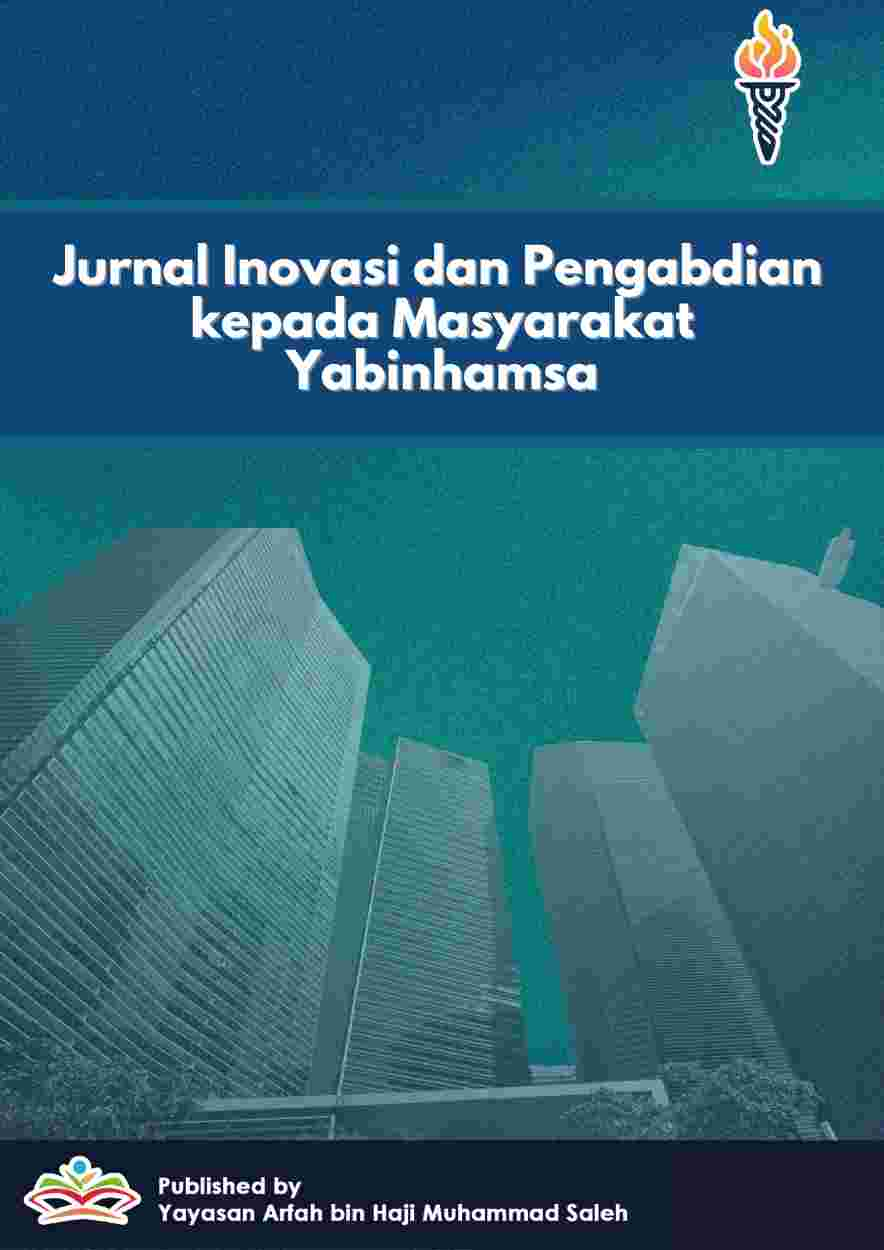 Jurnal Inovasi dan Pengabdian
kepada Masyarakat
Yabinhamsa
Published by
Yayasan Arfah bin Haji Muhammad Saleh